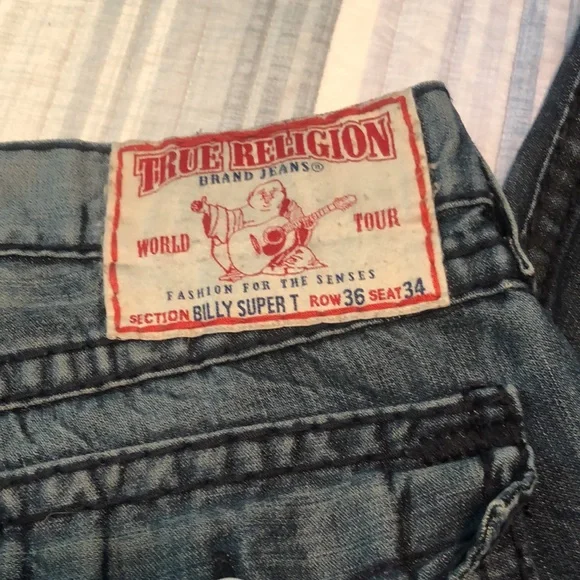 TRUE RELIGION
BRAND JEANS®
WORLD TOUR
FASHION FOR THE SENSES
SECTION BILLY SUPER T ROW 36 SEAT 34